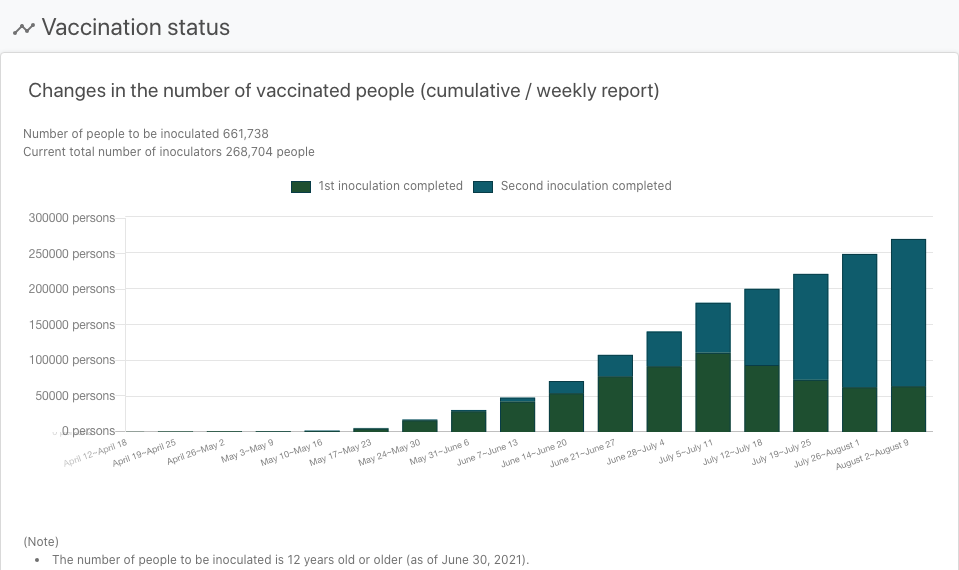 Vaccination status
Changes in the number of vaccinated people (cumulative / weekly report)
Number of people to be inoculated 661,738
Current total number of inoculators 268,704 people
1st inoculation completed
Second inoculation completed
300000 persons
250000 persons
200000 persons
150000 persons
100000 persons
50000 persons
0 persons
April 12~April 18
April 19~April 25
April 26~May 2
May 3~May 9
May 10~May 16
May 17~May 23
May 24~May 30
May 31~June 6
June 7~June 13
June 14~June 20
June 21~June 27
June 28~July 4
July 5~July 11
July 12~July 18
July 19~July 25
July 26~August 1
August 2~August 9
(Note)
• The number of people to be inoculated is 12 years old or older (as of June 30, 2021).